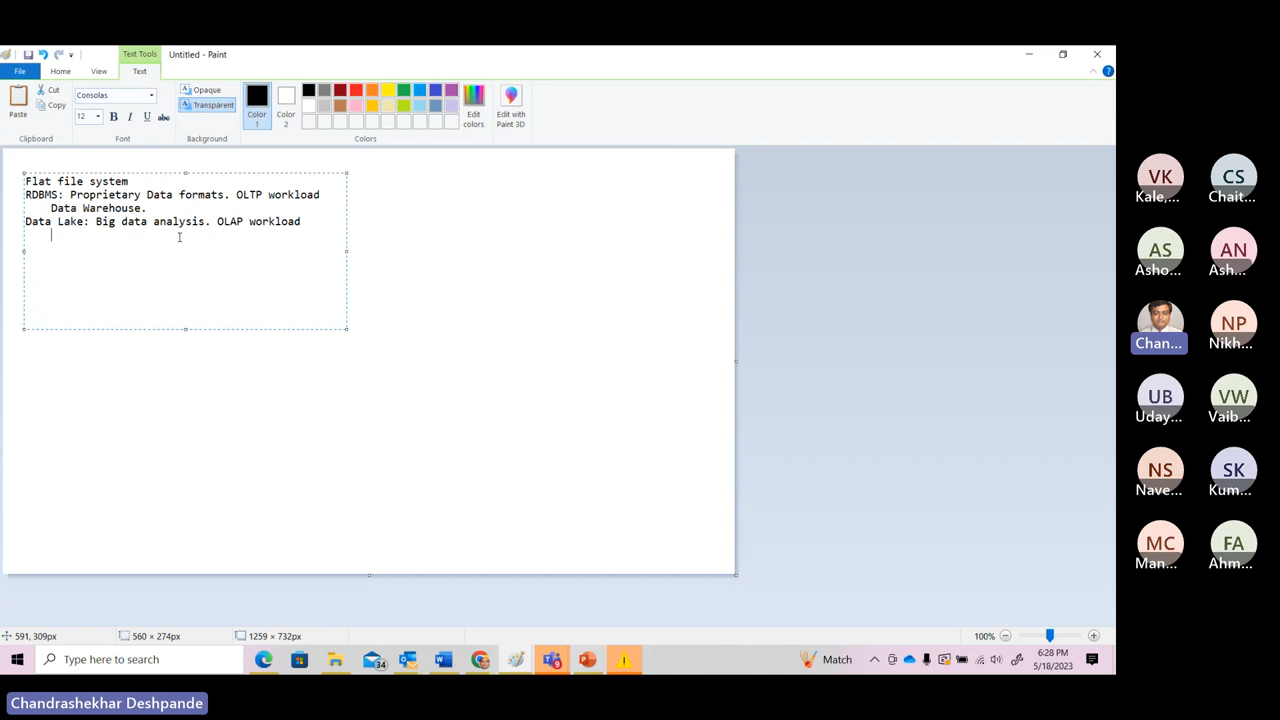 Text Tools
Untitled - Paint
File
Home
View
Text
Paste
Cut
Copy
Clipboard
Consolas
12
B I U abc
Font
Opaque
Transparent
Background
Color 1
Color 2
Edit colors
Edit with Paint 3D
Colors
Flat file system
RDBMS: Proprietary Data formats. OLTP workload
Data Warehouse.
Data Lake: Big data analysis. OLAP workload
VK
Kale,...
CS
Chait...
AS
Asho...
AN
Ash...
Chan...
NP
Nikh...
UB
Uday...
VW
Vaib...
NS
Nave...
SK
Kum...
MC
Man...
FA
Ahm...
591, 309px
560 × 274px
1259 × 732px
100%
Type here to search
34
9
Match
6:28 PM
5/18/2023
Chandrashekhar Deshpande